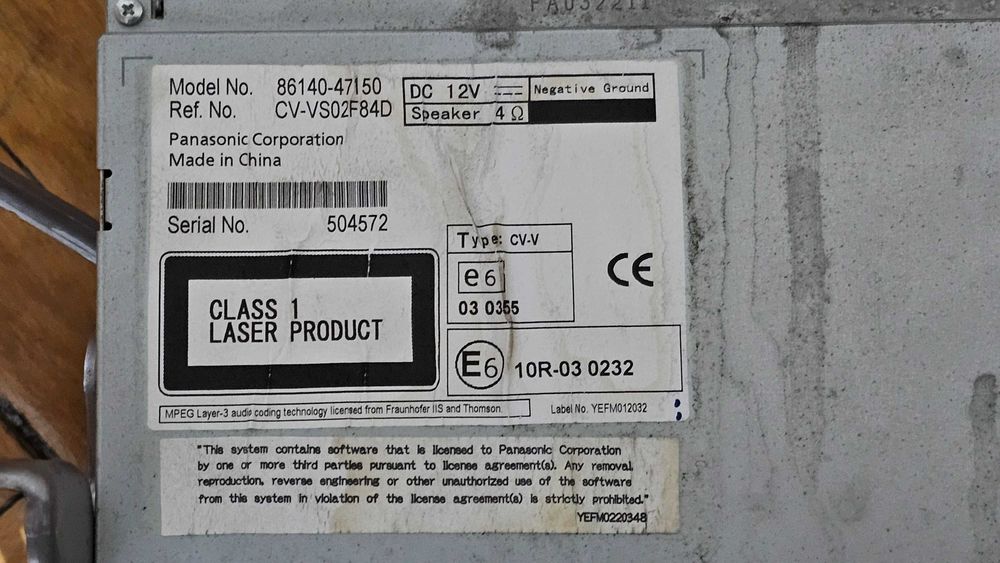 Model No. 86140-47150
Ref. No. CV-VS02F84D
DC 12V Negative Ground
Speaker 4Ω
Panasonic Corporation
Made in China
Serial No. 504572
Type: CV-V
e6
03 0355
CE
CLASS 1
LASER PRODUCT
E6 10R-03 0232
MPEG Layer-3 audio coding technology licensed from Fraunhofer IIS and Thomson.
Label No. YEFM012032
"This system contains software that is licensed to Panasonic Corporation
by one or more third parties pursuant to license agreement(s). Any removal,
reproduction, reverse engineering or other unauthorized use of the software
from this system in violation of the license agreement(s) is strictly prohibited."
YEFM0220348